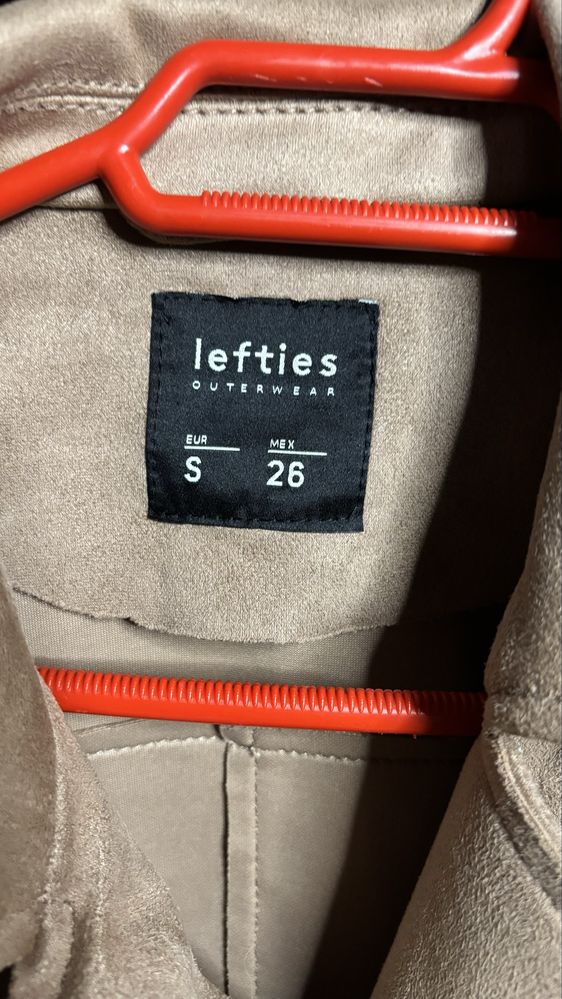 lefties
OUTERWEAR
EUR MEX
S 26